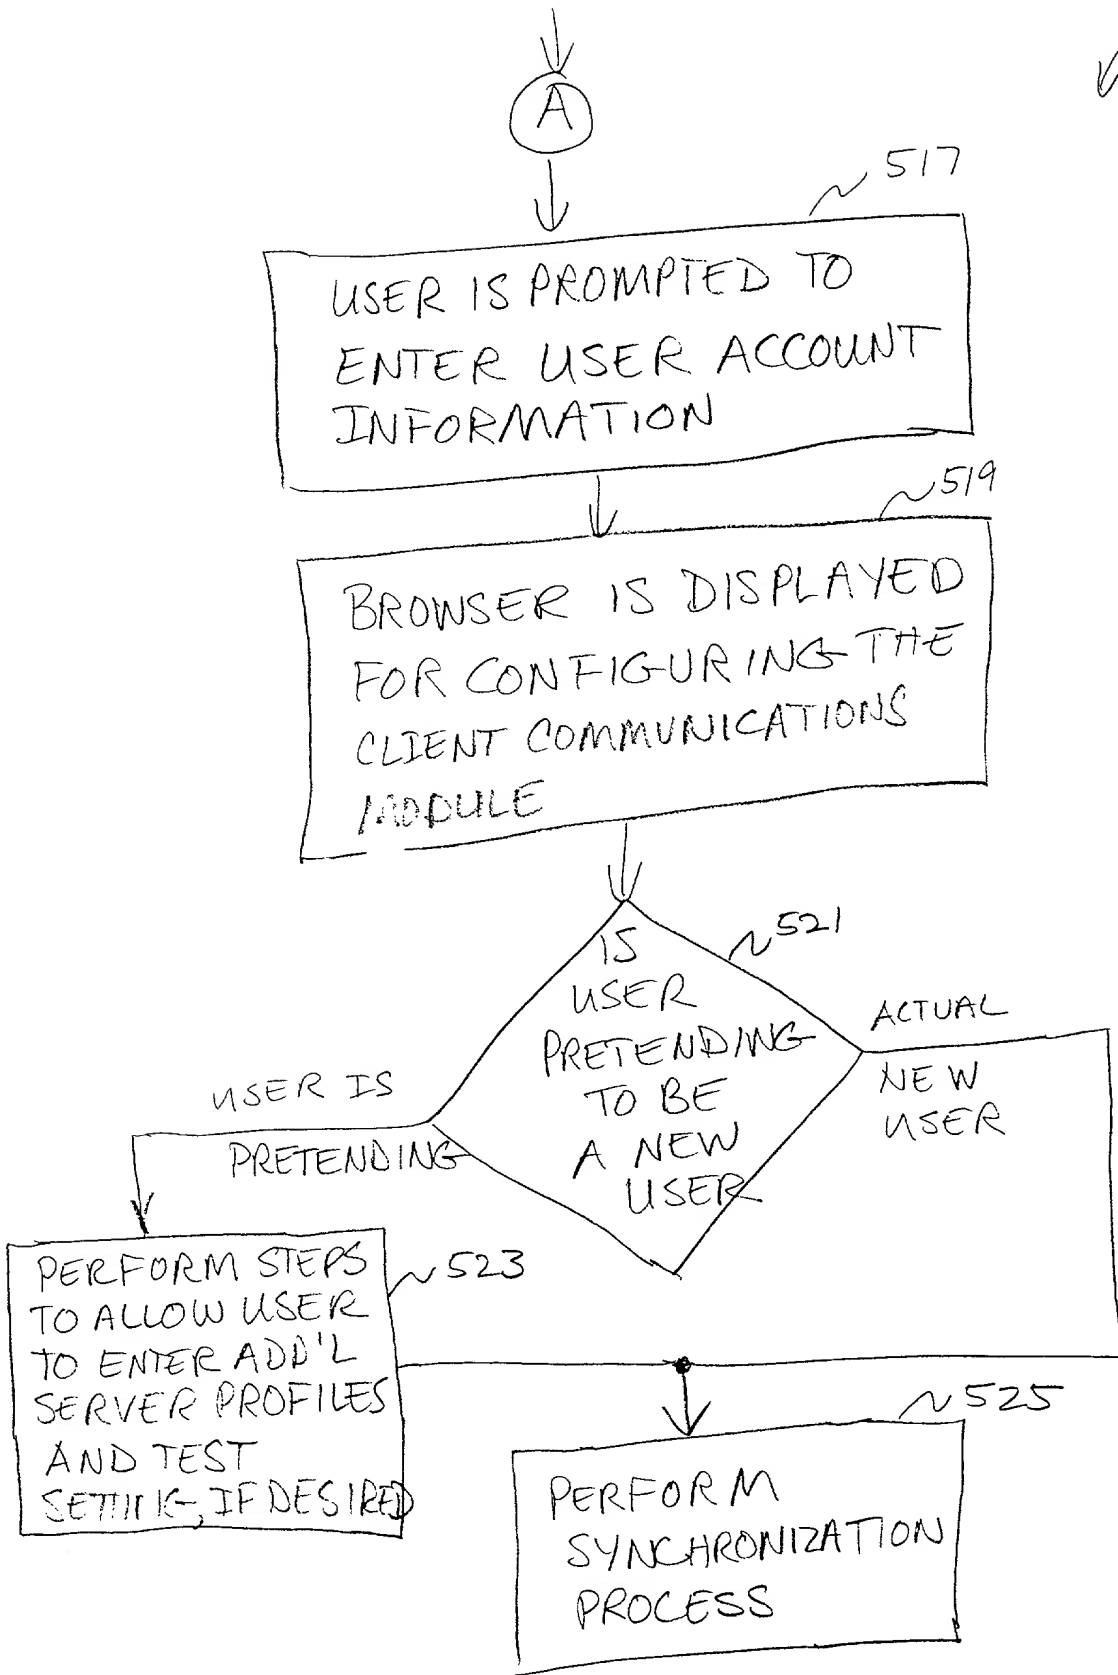 A
517
USER IS PROMPTED TO
ENTER USER ACCOUNT
INFORMATION
519
BROWSER IS DISPLAYED
FOR CONFIGURING THE
CLIENT COMMUNICATIONS
MODULE
521
IS
USER
PRETENDING
TO BE
A NEW
USER
ACTUAL
NEW
USER
USER IS
PRETENDING
523
PERFORM STEPS
TO ALLOW USER
TO ENTER ADD'L
SERVER PROFILES
AND TEST
SETTING, IF DESIRED
525
PERFORM
SYNCHRONIZATION
PROCESS